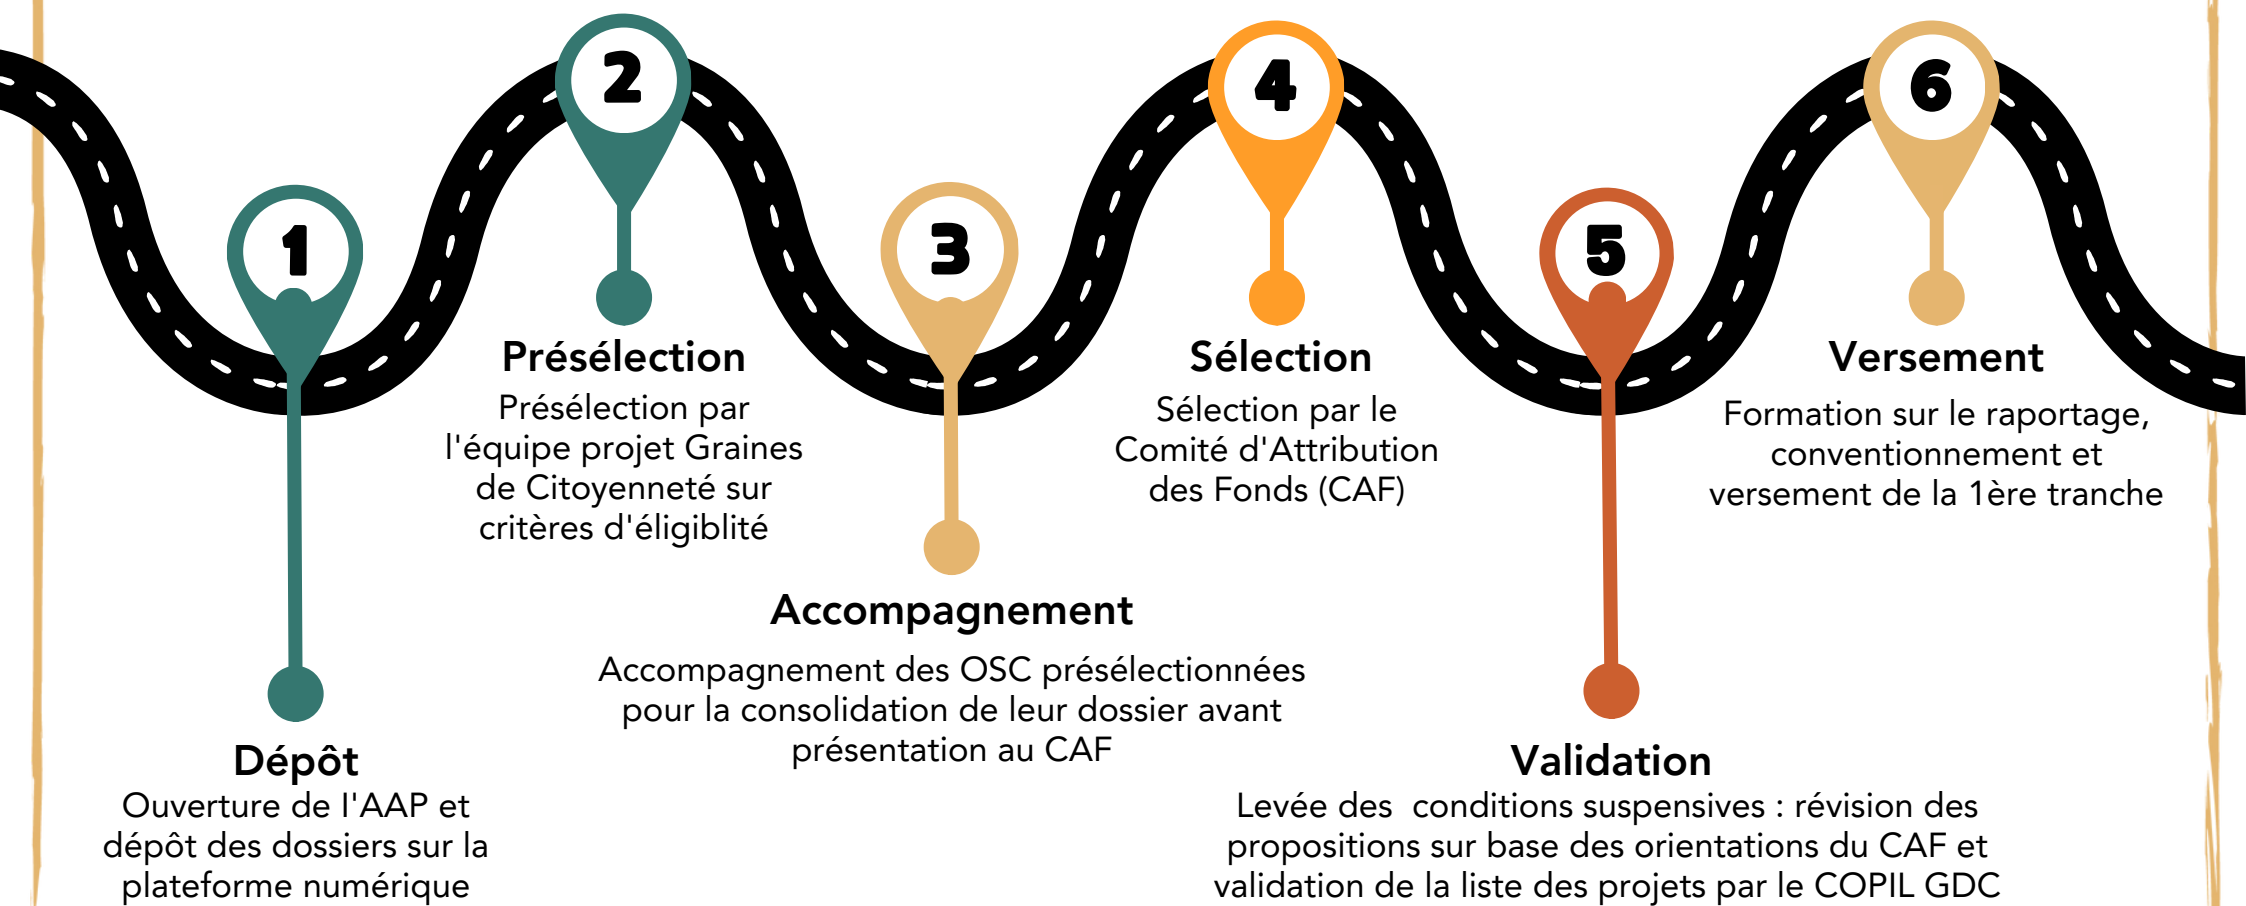 1
Dépôt
Ouverture de l'AAP et
dépôt des dossiers sur la
plateforme numérique
2
Présélection
Présélection par
l'équipe projet Graines
de Citoyenneté sur
critères d'éligiblité
3
Accompagnement
Accompagnement des OSC présélectionnées
pour la consolidation de leur dossier avant
présentation au CAF
4
Sélection
Sélection par le
Comité d'Attribution
des Fonds (CAF)
5
Validation
Levée des  conditions suspensives : révision des
propositions sur base des orientations du CAF et
validation de la liste des projets par le COPIL GDC
6
Versement
Formation sur le raportage,
conventionnement et
versement de la 1ère tranche